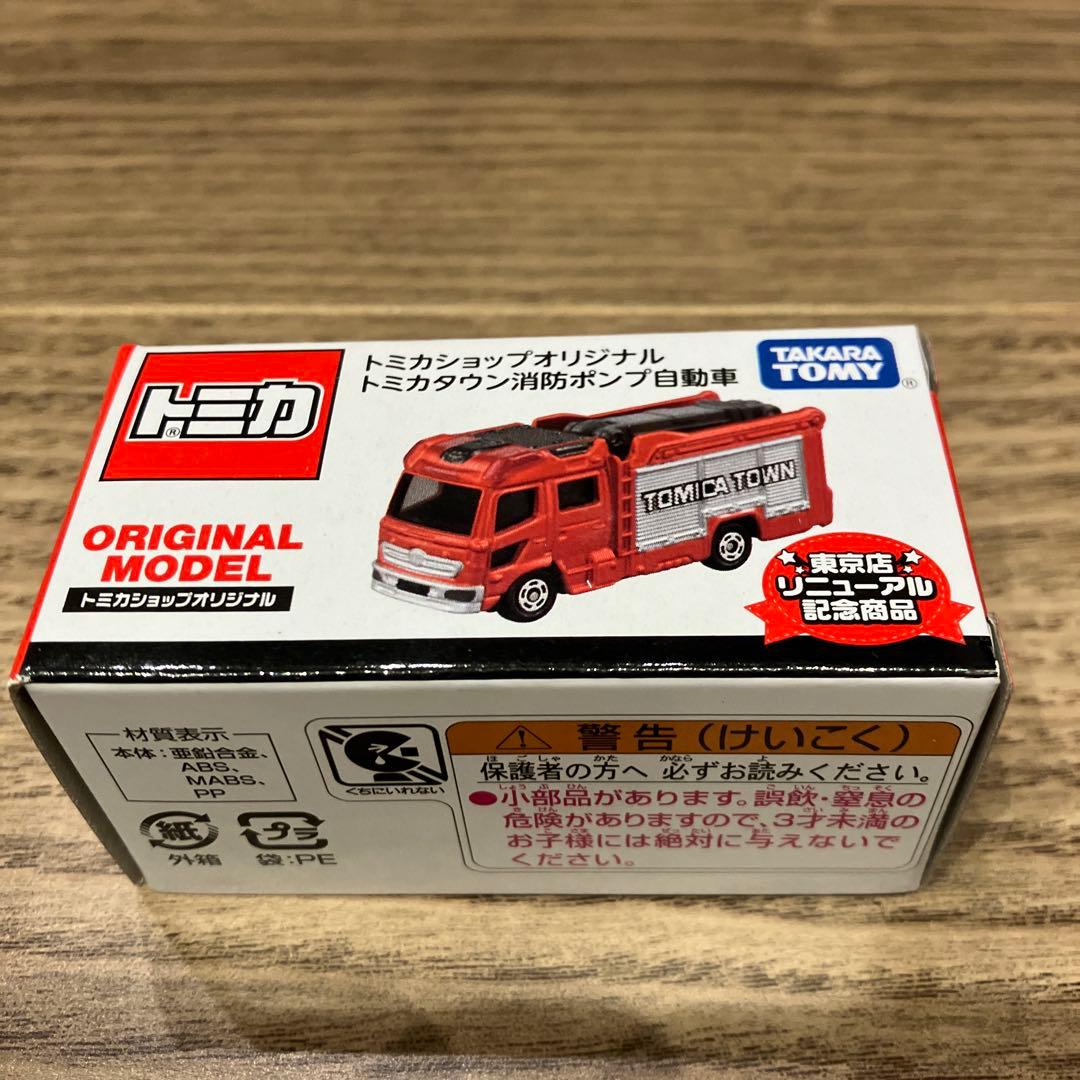 トミカ®
トミカショップオリジナル
トミカタウン消防ポンプ自動車
TAKARA
TOMY®
ORIGINAL
MODEL
トミカショップオリジナル
TOMICA TOWN
東京店
リニューアル
記念商品
材質表示
本体:亜鉛合金、
ABS、
MABS、
PP
紙
外箱
プラ
袋:PE
くちにいれない
警告(けいこく)
保護者の方へ 必ずお読みください。
●小部品があります。誤飲・窒息の
危険がありますので、3才未満の
お子様には絶対に与えないで
ください。